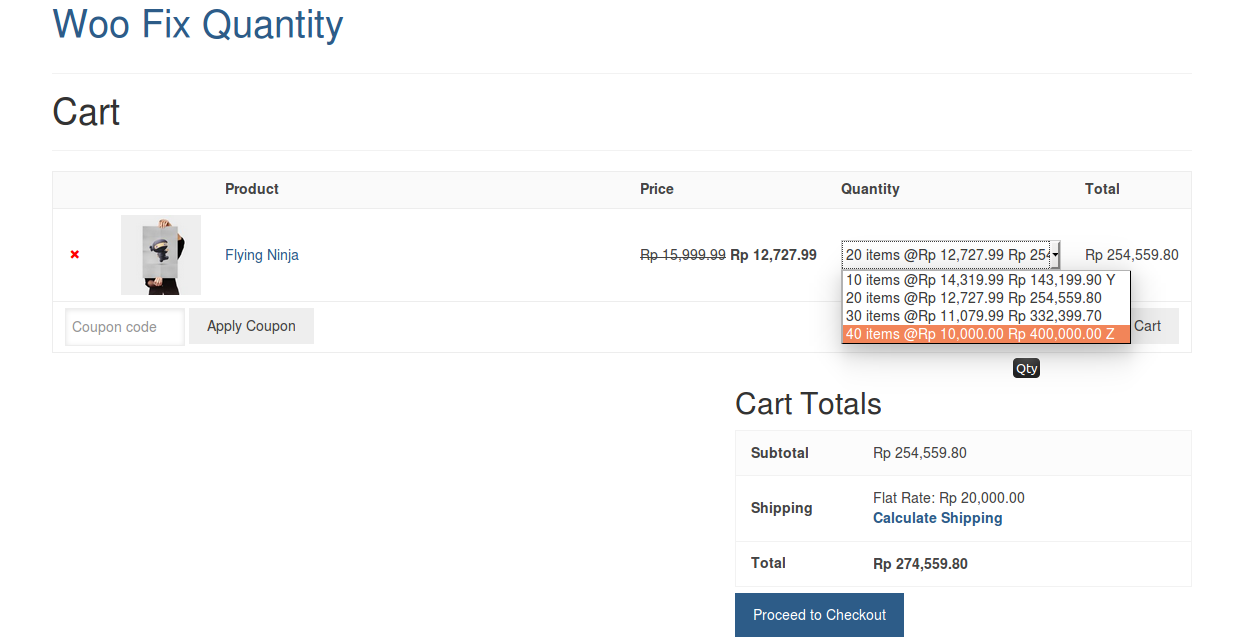 Woo Fix Quantity
Cart
Product Price Quantity Total
Flying Ninja Rp 15,999.99 Rp 12,727.99 20 items @Rp 12,727.99 Rp 254 Rp 254,559.80
10 items @Rp 14,319.99 Rp 143,199.90 Y
20 items @Rp 12,727.99 Rp 254,559.80
30 items @Rp 11,079.99 Rp 332,399.70
40 items @Rp 10,000.00 Rp 400,000.00 Z
Coupon code Apply Coupon Cart
Qty
Cart Totals
Subtotal Rp 254,559.80
Shipping Flat Rate: Rp 20,000.00
Calculate Shipping
Total Rp 274,559.80
Proceed to Checkout